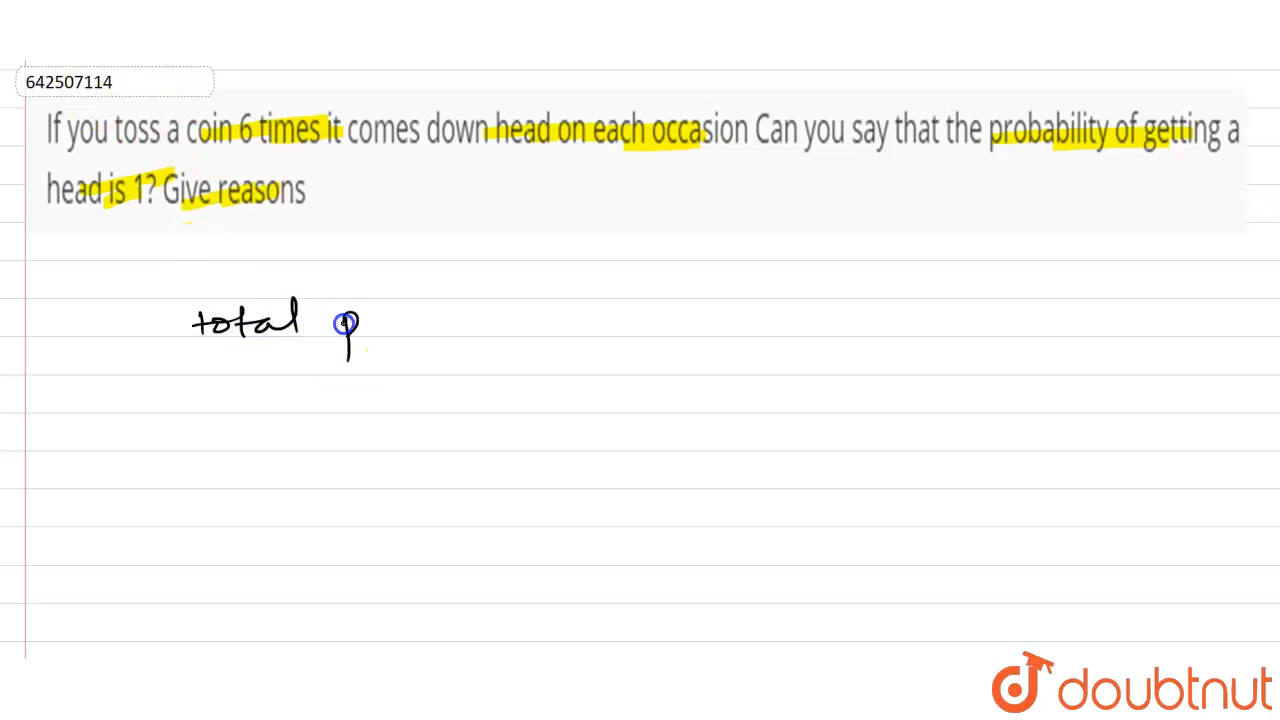 642507114
If you toss a coin 6 times it comes down head on each occasion Can you say that the probability of getting a
head is 1? Give reasons
total p
doubtnut